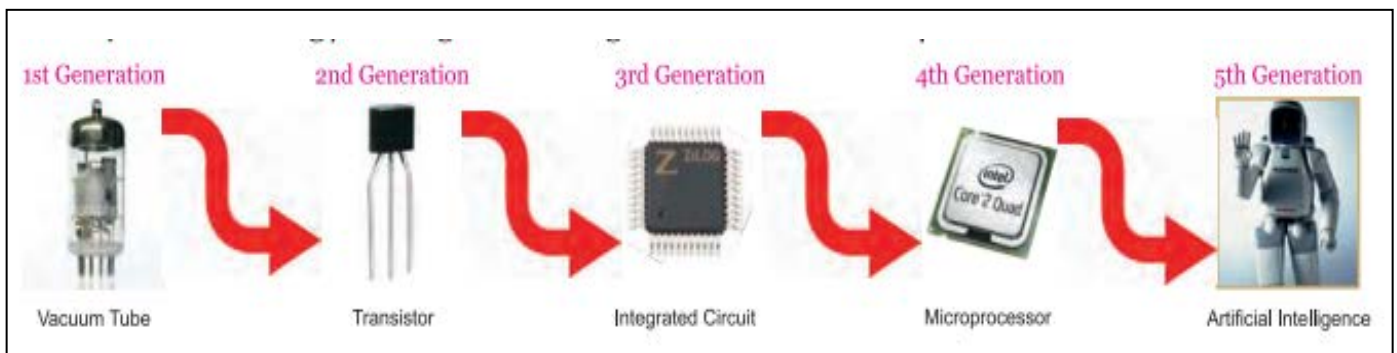 1st Generation 2nd Generation 3rd Generation 4th Generation 5th Generation
Z ZiLOG
intel
Core 2 Quad
Vacuum Tube Transistor Integrated Circuit Microprocessor Artificial Intelligence